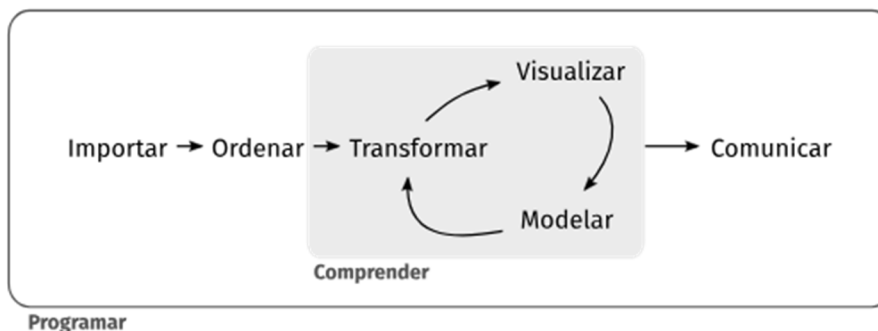 Visualizar
Importar Ordenar Transformar Comunicar
Modelar
Comprender
Programar